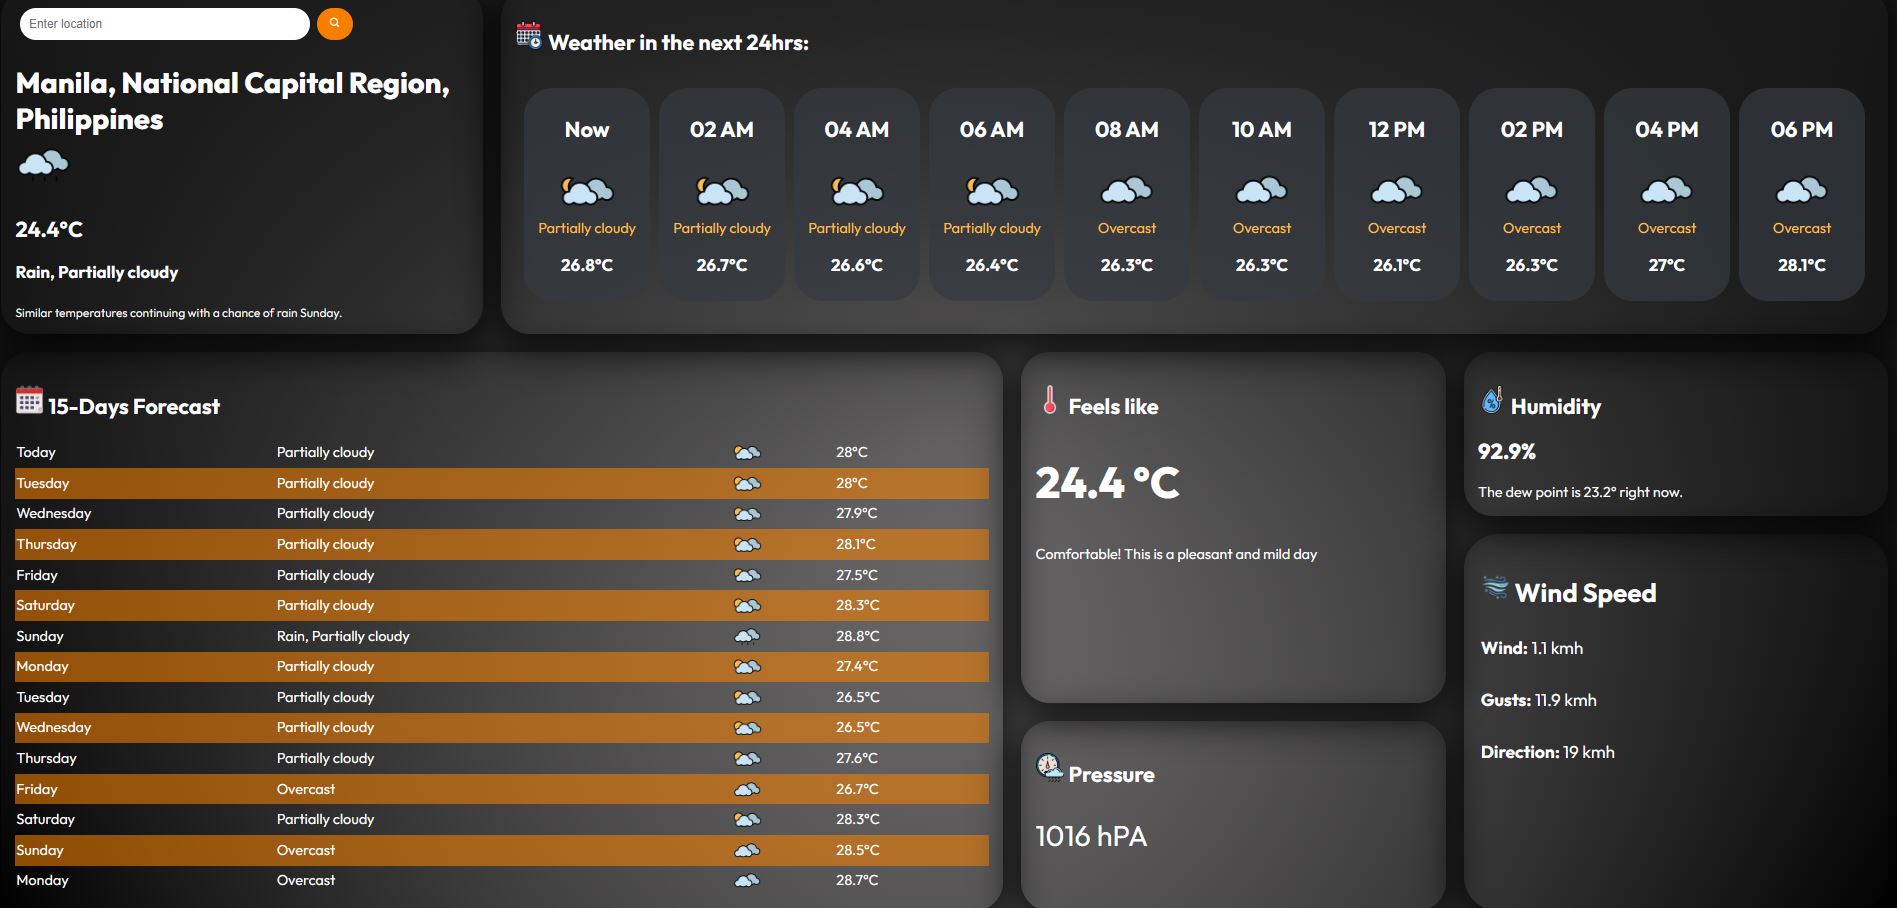 Enter location
Manila, National Capital Region,
Philippines
24.4°C
Rain, Partially cloudy
Similar temperatures continuing with a chance of rain Sunday.
Weather in the next 24hrs:
Now 02 AM 04 AM 06 AM 08 AM 10 AM 12 PM 02 PM 04 PM 06 PM
Partially cloudy Partially cloudy Partially cloudy Partially cloudy Overcast Overcast Overcast Overcast Overcast Overcast
26.8°C 26.7°C 26.6°C 26.4°C 26.3°C 26.3°C 26.1°C 26.3°C 27°C 28.1°C
15-Days Forecast
Today Partially cloudy 28°C
Tuesday Partially cloudy 28°C
Wednesday Partially cloudy 27.9°C
Thursday Partially cloudy 28.1°C
Friday Partially cloudy 27.5°C
Saturday Partially cloudy 28.3°C
Sunday Rain, Partially cloudy 28.8°C
Monday Partially cloudy 27.4°C
Tuesday Partially cloudy 26.5°C
Wednesday Partially cloudy 26.5°C
Thursday Partially cloudy 27.6°C
Friday Overcast 26.7°C
Saturday Partially cloudy 28.3°C
Sunday Overcast 28.5°C
Monday Overcast 28.7°C
Feels like
24.4 °C
Comfortable! This is a pleasant and mild day
Pressure
1016 hPA
Humidity
92.9%
The dew point is 23.2° right now.
Wind Speed
Wind: 1.1 kmh
Gusts: 11.9 kmh
Direction: 19 kmh